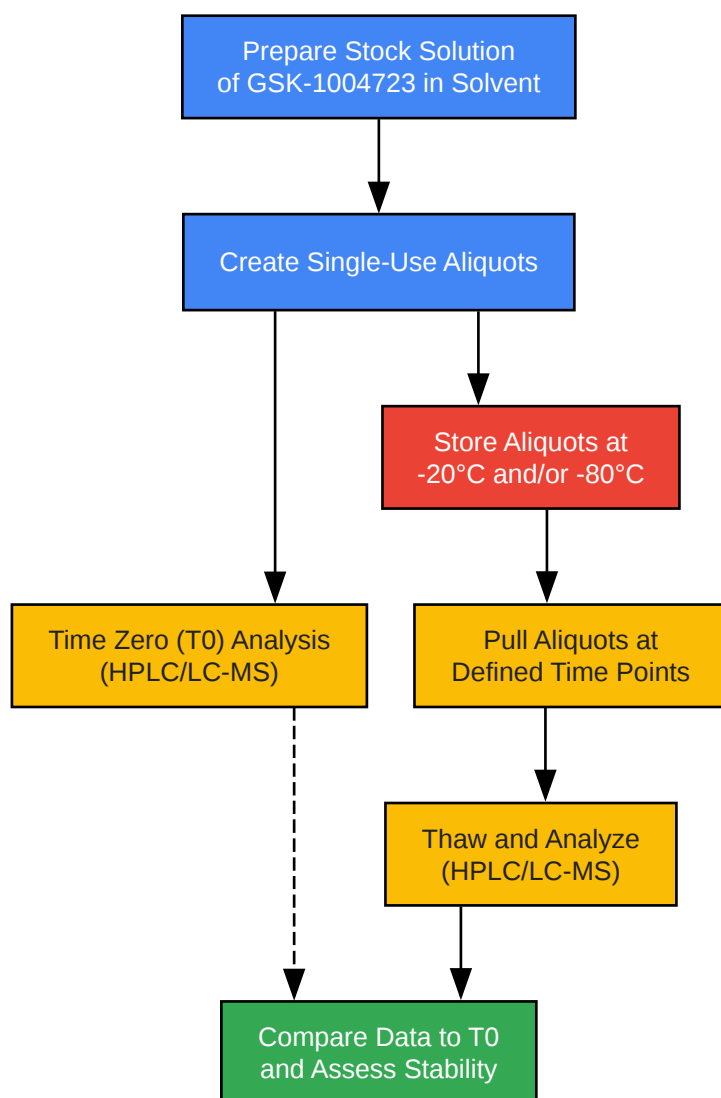 Prepare Stock Solution
of GSK-1004723 in Solvent
Create Single-Use Aliquots
Store Aliquots at
-20°C and/or -80°C
Time Zero (T0) Analysis
(HPLC/LC-MS)
Pull Aliquots at
Defined Time Points
Thaw and Analyze
(HPLC/LC-MS)
Compare Data to T0
and Assess Stability